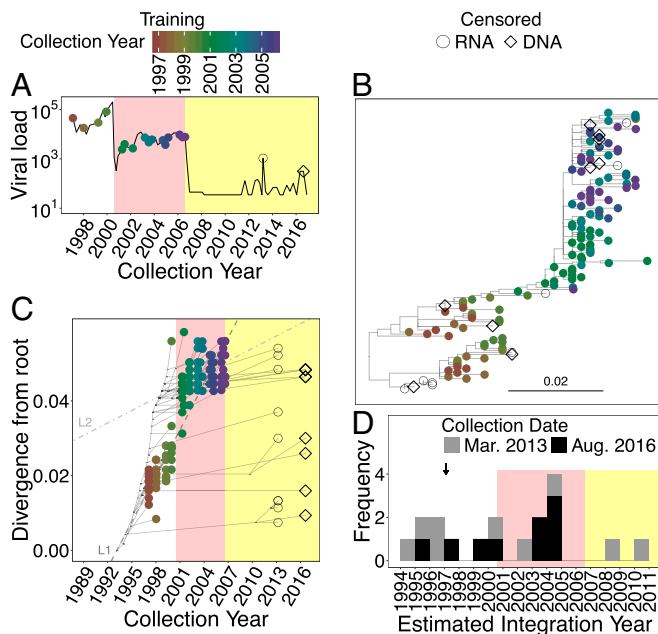 Training
Collection Year
1997
1999
2001
2003
2005
Censored
RNA
DNA
A
Viral load
10^5
10^3
10^1
1998
2000
2002
2004
2006
2008
2010
2012
2014
2016
Collection Year
B
0.02
C
Divergence from root
0.04
0.02
0.00
L2
L1
1989
1992
1995
1998
2001
2004
2007
2010
2013
2016
Collection Year
D
Collection Date
Mar. 2013
Aug. 2016
Frequency
4
2
0
1994
1995
1996
1997
1998
1999
2000
2001
2002
2003
2004
2005
2006
2007
2008
2009
2010
2011
Estimated Integration Year